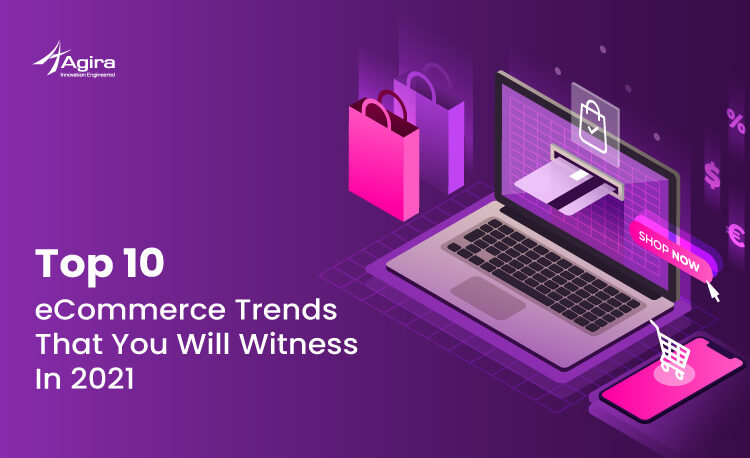 Agira
Innovation Engineered
Top 10
eCommerce Trends
That You Will Witness
In 2021
SHOP NOW
%
$
€